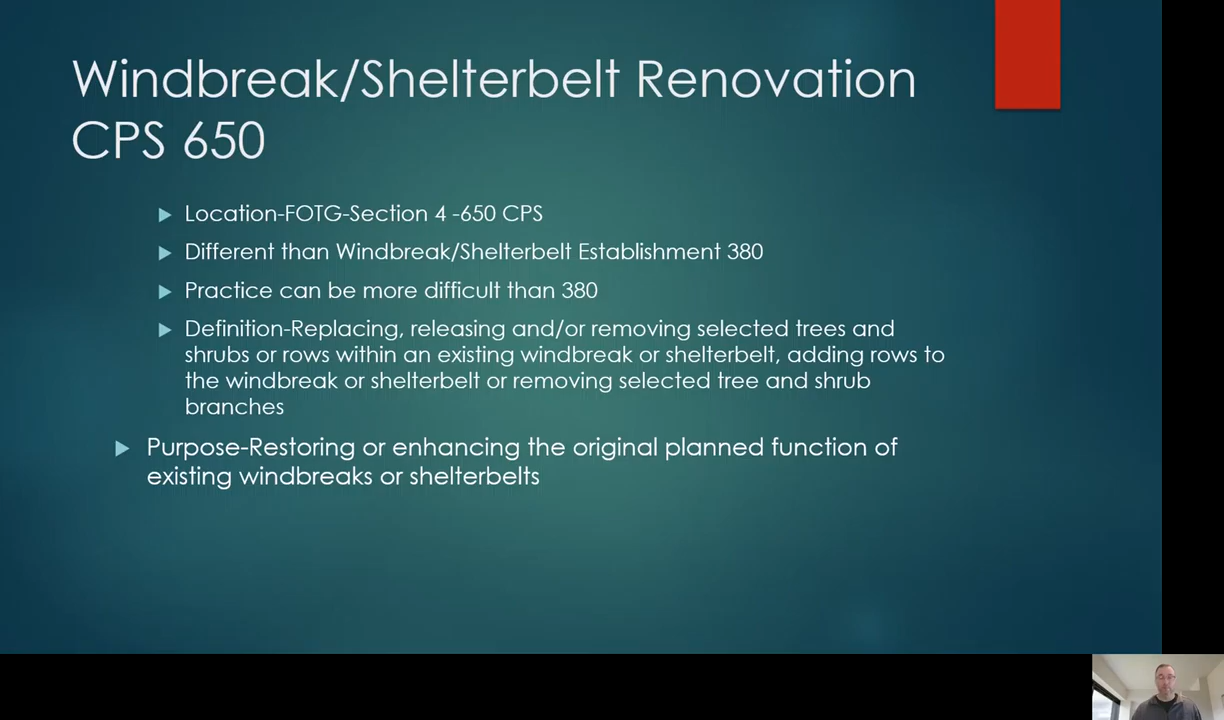 Windbreak/Shelterbelt Renovation
CPS 650
Location-FOTG-Section 4 -650 CPS
Different than Windbreak/Shelterbelt Establishment 380
Practice can be more difficult than 380
Definition-Replacing, releasing and/or removing selected trees and
shrubs or rows within an existing windbreak or shelterbelt, adding rows to
the windbreak or shelterbelt or removing selected tree and shrub
branches
Purpose-Restoring or enhancing the original planned function of
existing windbreaks or shelterbelts